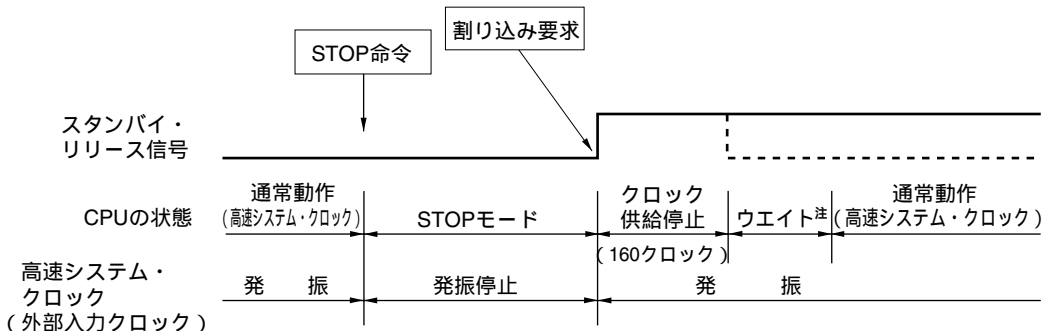 割り込み要求
STOP命令
スタンバイ・
リリース信号
CPUの状態
通常動作
(高速システム・クロック)
STOPモード
クロック
供給停止
(160クロック)
ウエイト注
通常動作
(高速システム・クロック)
高速システム・
クロック
(外部入力クロック)
発　振
発振停止
発　振